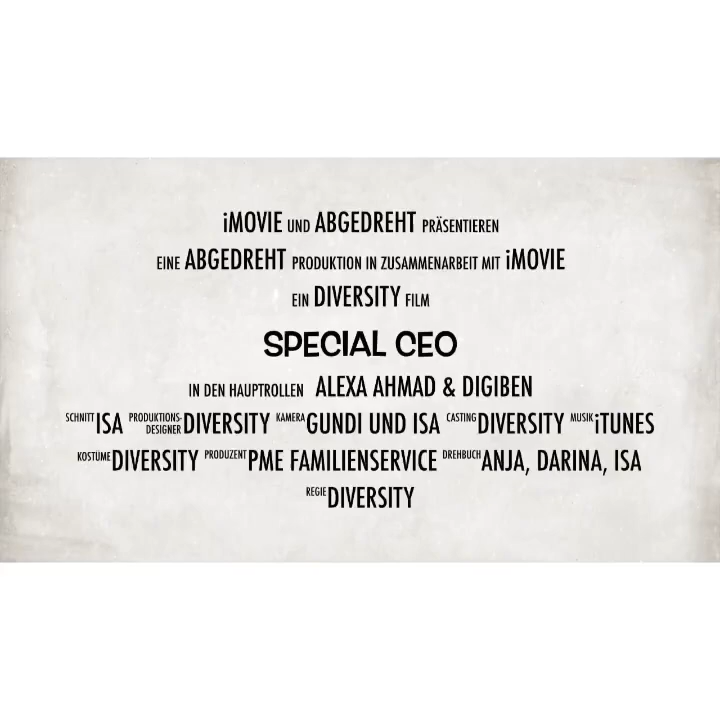 iMOVIE UND ABGEDREHT PRÄSENTIEREN
EINE ABGEDREHT PRODUKTION IN ZUSAMMENARBEIT MIT iMOVIE
EIN DIVERSITY FILM
SPECIAL CEO
IN DEN HAUPTROLLEN ALEXA AHMAD & DIGIBEN
SCHNITT ISA PRODUKTIONS-DESIGNER DIVERSITY KAMERA GUNDI UND ISA CASTING DIVERSITY MUSIK iTUNES
KOSTÜME DIVERSITY PRODUZENT PME FAMILIENSERVICE DREHBUCH ANJA, DARINA, ISA
REGIE DIVERSITY